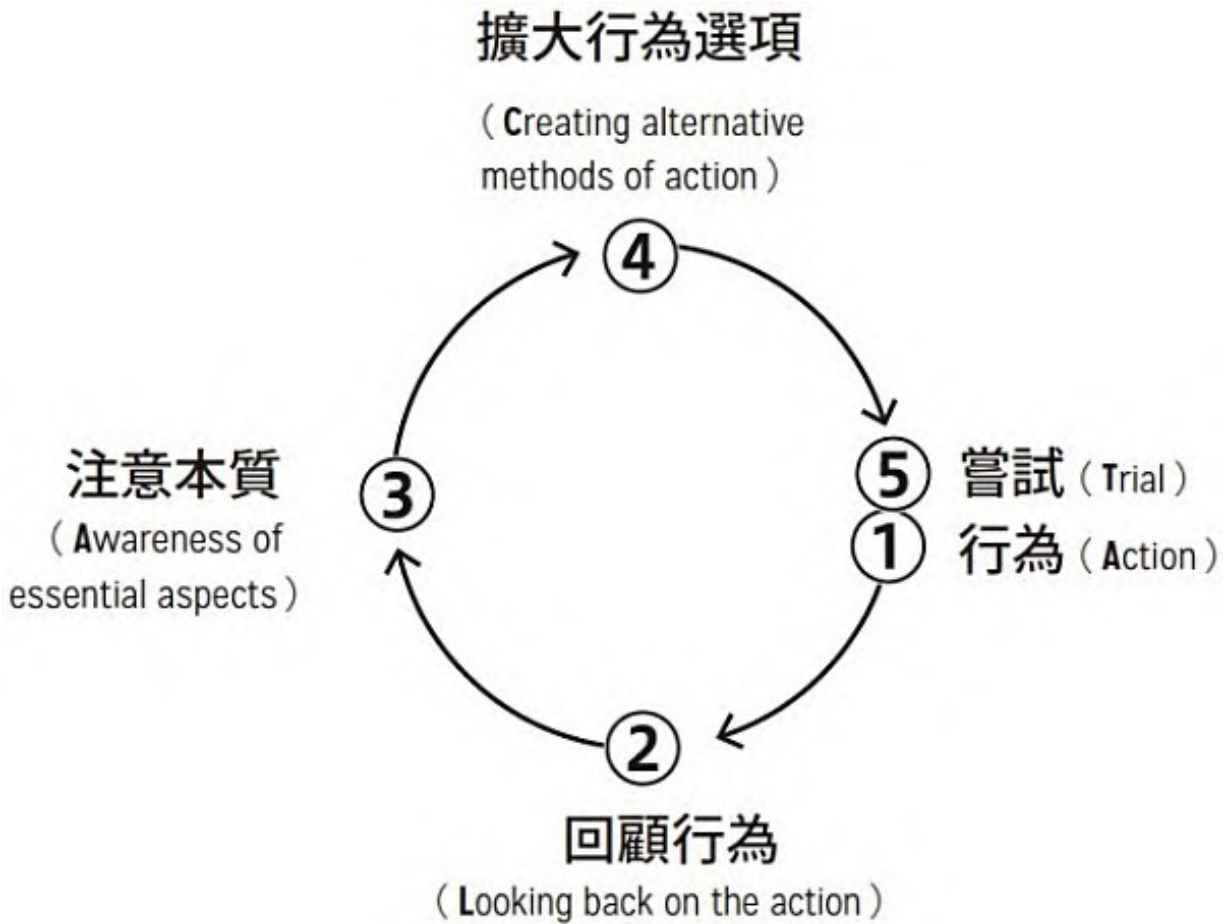 擴大行為選項
（Creating alternative
methods of action）
④
⑤ 嘗試（Trial）
① 行為（Action）
注意本質
（Awareness of
essential aspects）
③
②
回顧行為
（Looking back on the action）